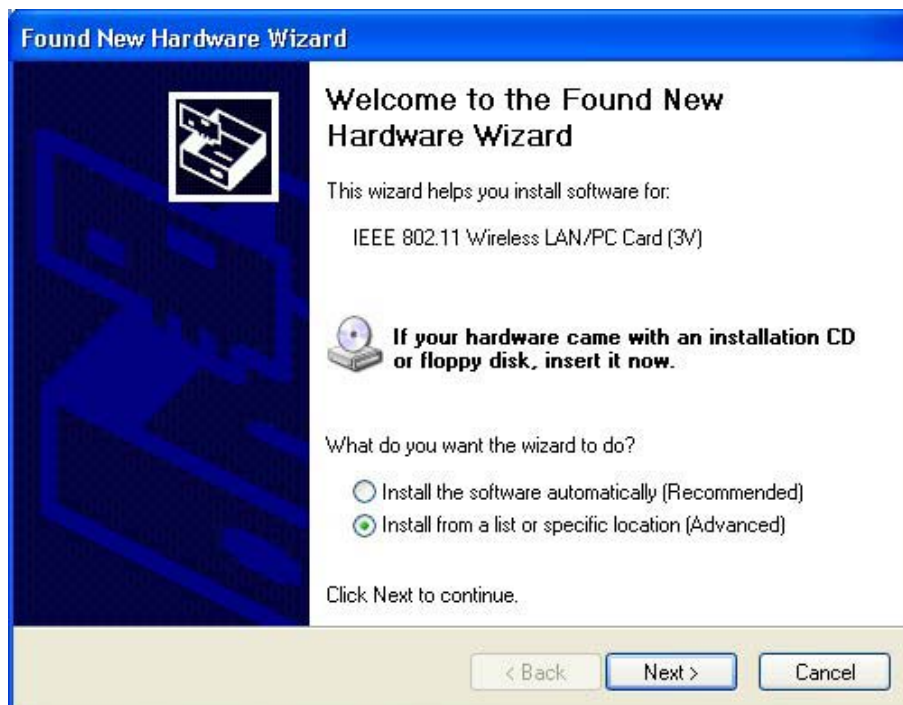 Found New Hardware Wizard
Welcome to the Found New
Hardware Wizard
This wizard helps you install software for:
IEEE 802.11 Wireless LAN/PC Card (3V)
If your hardware came with an installation CD
or floppy disk, insert it now.
What do you want the wizard to do?
Install the software automatically (Recommended)
Install from a list or specific location (Advanced)
Click Next to continue.
< Back Next > Cancel